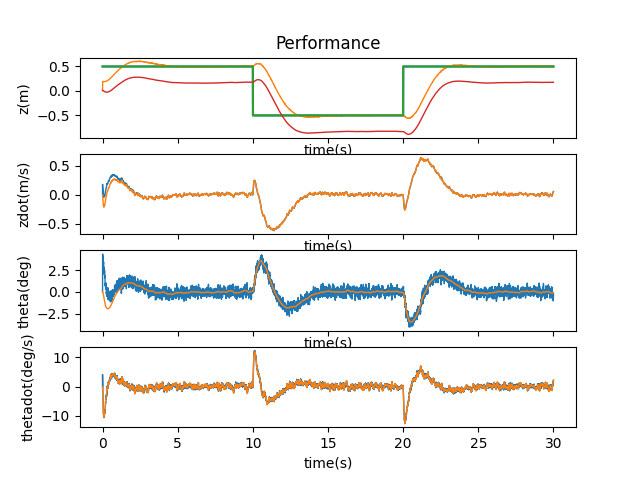 Performance
z(m)
0.5
0.0
−0.5
time(s)
zdot(m/s)
0.5
0.0
−0.5
time(s)
theta(deg)
2.5
0.0
−2.5
time(s)
thetadot(deg/s)
10
0
−10
0 5 10 15 20 25 30
time(s)